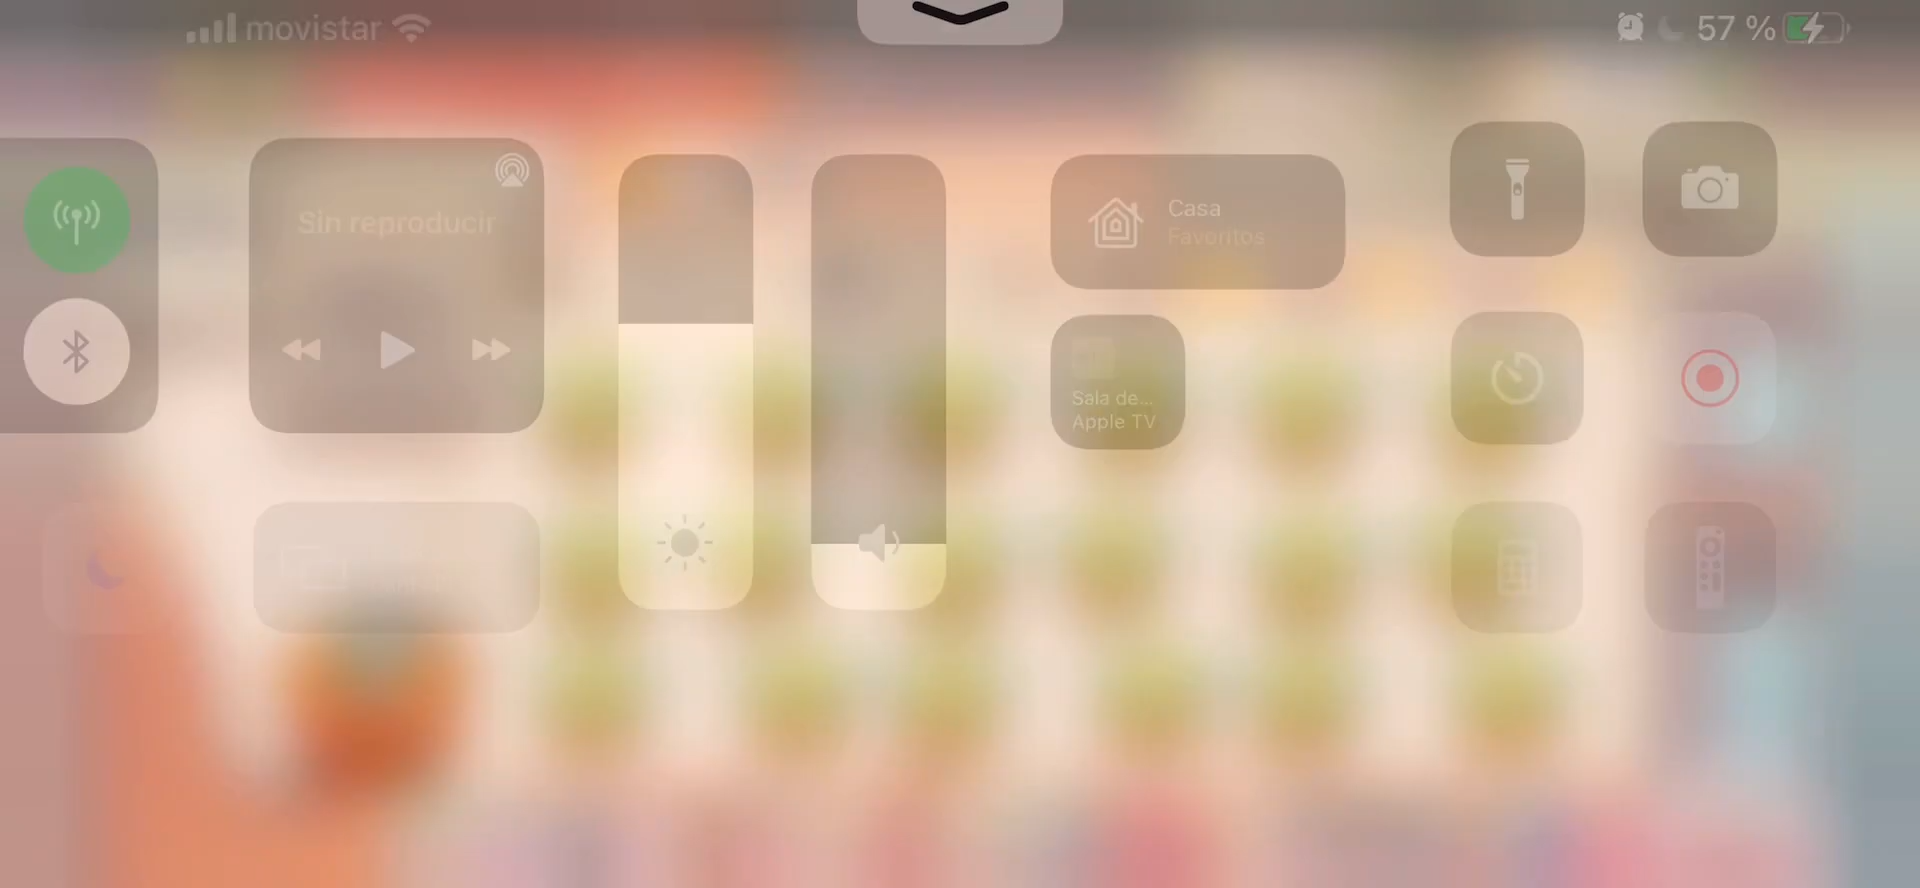 movistar
57 %
Sin reproducir
Casa
Favoritos
Sala de...
Apple TV